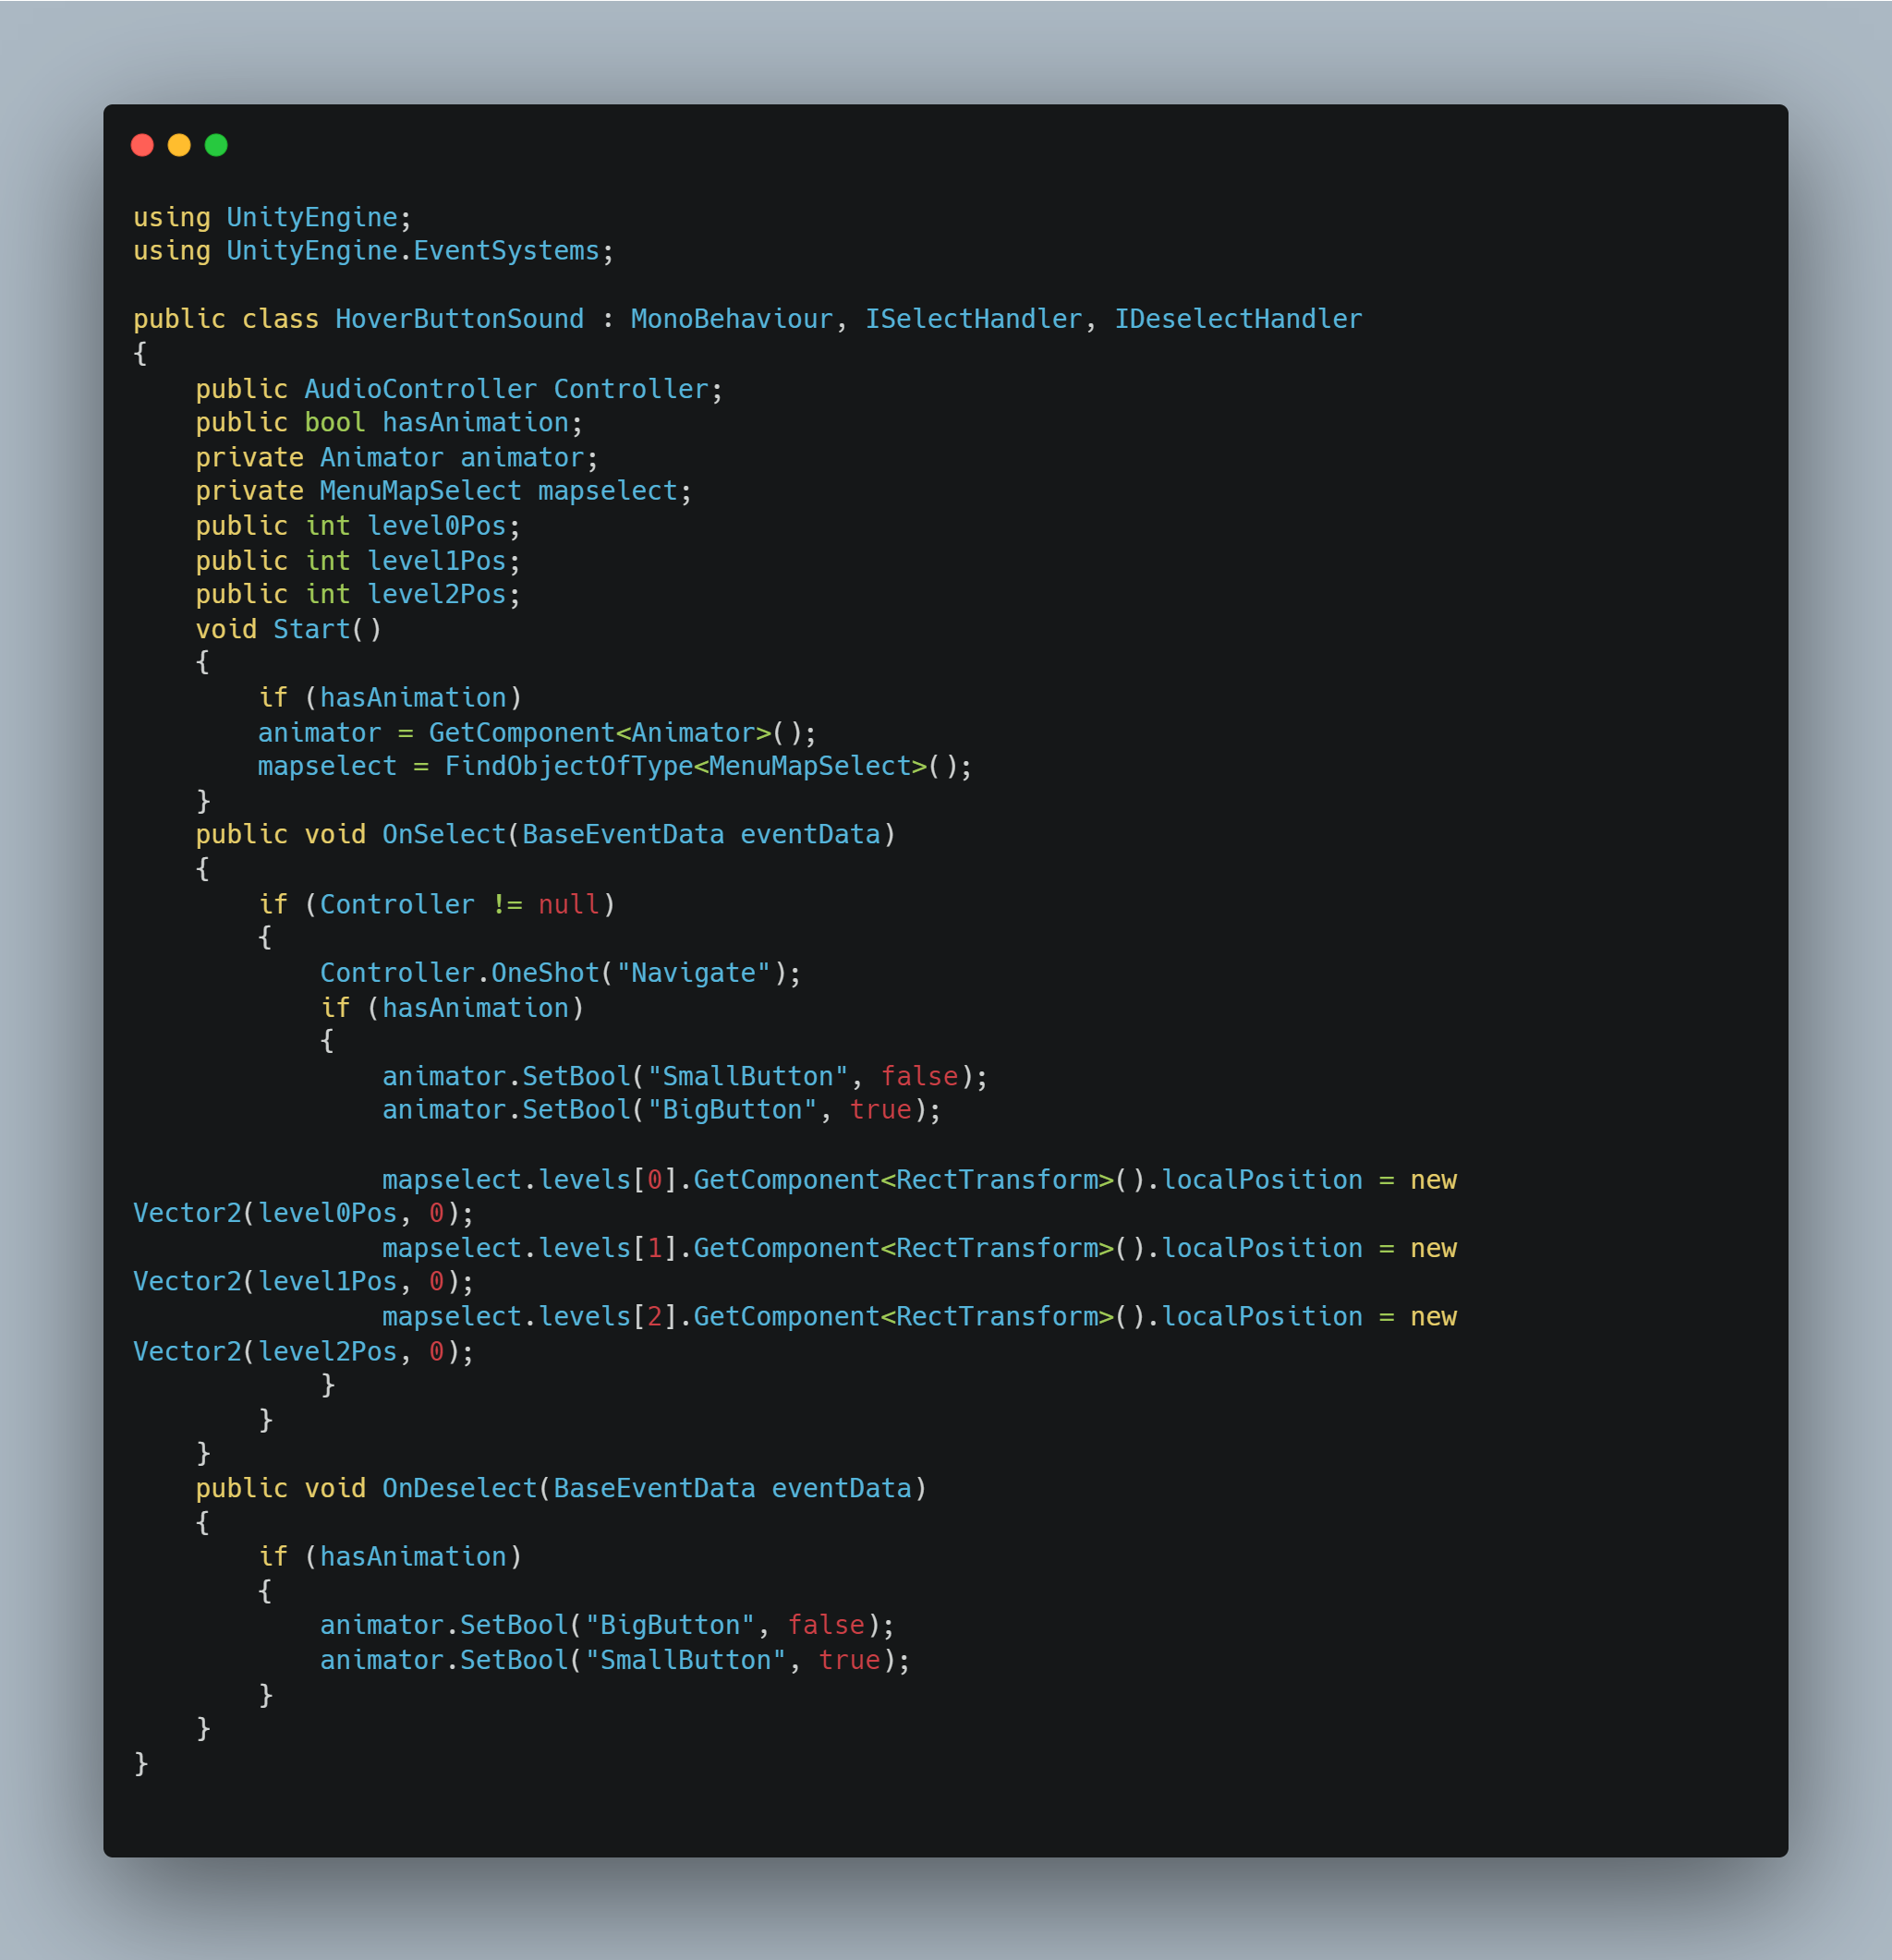 using UnityEngine;
using UnityEngine.EventSystems;

public class HoverButtonSound : MonoBehaviour, ISelectHandler, IDeselectHandler
{
    public AudioController Controller;
    public bool hasAnimation;
    private Animator animator;
    private MenuMapSelect mapselect;
    public int level0Pos;
    public int level1Pos;
    public int level2Pos;
    void Start()
    {
        if (hasAnimation)
        animator = GetComponent<Animator>();
        mapselect = FindObjectOfType<MenuMapSelect>();
    }
    public void OnSelect(BaseEventData eventData)
    {
        if (Controller != null)
        {
            Controller.OneShot("Navigate");
            if (hasAnimation)
            {
                animator.SetBool("SmallButton", false);
                animator.SetBool("BigButton", true);

                mapselect.levels[0].GetComponent<RectTransform>().localPosition = new
Vector2(level0Pos, 0);
                mapselect.levels[1].GetComponent<RectTransform>().localPosition = new
Vector2(level1Pos, 0);
                mapselect.levels[2].GetComponent<RectTransform>().localPosition = new
Vector2(level2Pos, 0);
            }
        }
    }
    public void OnDeselect(BaseEventData eventData)
    {
        if (hasAnimation)
        {
            animator.SetBool("BigButton", false);
            animator.SetBool("SmallButton", true);
        }
    }
}